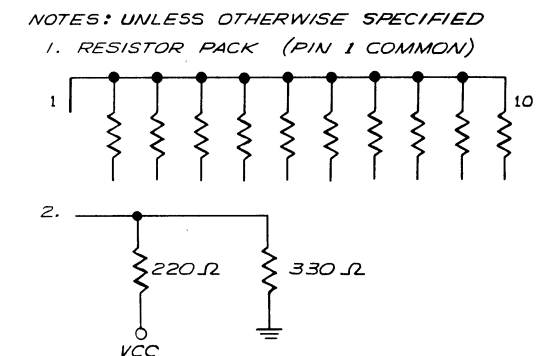 NOTES: UNLESS OTHERWISE SPECIFIED
1. RESISTOR PACK (PIN 1 COMMON)
1 10
2.
220Ω 330Ω
VCC